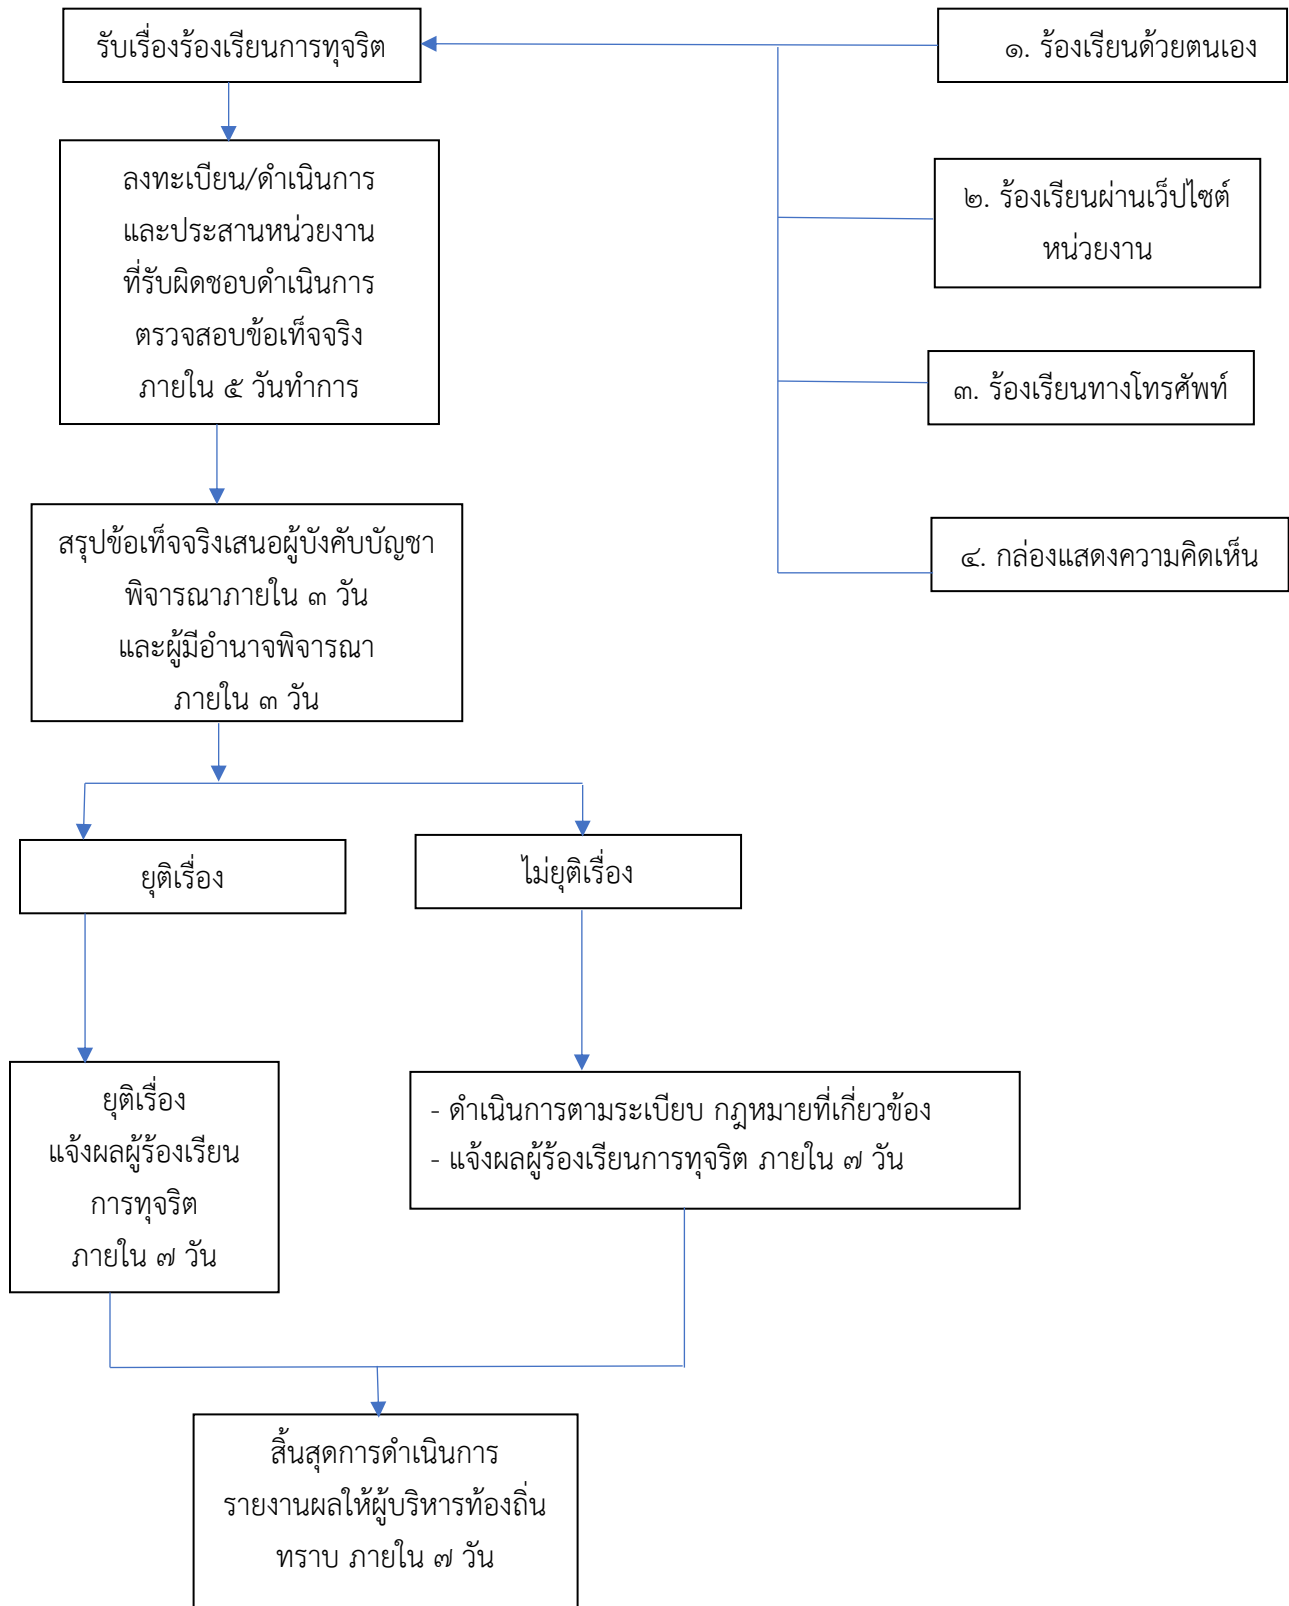 รับเรื่องร้องเรียนการทุจริต
๑. ร้องเรียนด้วยตนเอง
๒. ร้องเรียนผ่านเว็ปไซต์
หน่วยงาน
๓. ร้องเรียนทางโทรศัพท์
๔. กล่องแสดงความคิดเห็น
ลงทะเบียน/ดำเนินการ
และประสานหน่วยงาน
ที่รับผิดชอบดำเนินการ
ตรวจสอบข้อเท็จจริง
ภายใน ๕ วันทำการ
สรุปข้อเท็จจริงเสนอผู้บังคับบัญชา
พิจารณาภายใน ๓ วัน
และผู้มีอำนาจพิจารณา
ภายใน ๓ วัน
ยุติเรื่อง
ไม่ยุติเรื่อง
ยุติเรื่อง
แจ้งผลผู้ร้องเรียน
การทุจริต
ภายใน ๗ วัน
- ดำเนินการตามระเบียบ กฎหมายที่เกี่ยวข้อง
- แจ้งผลผู้ร้องเรียนการทุจริต ภายใน ๗ วัน
สิ้นสุดการดำเนินการ
รายงานผลให้ผู้บริหารท้องถิ่น
ทราบ ภายใน ๗ วัน